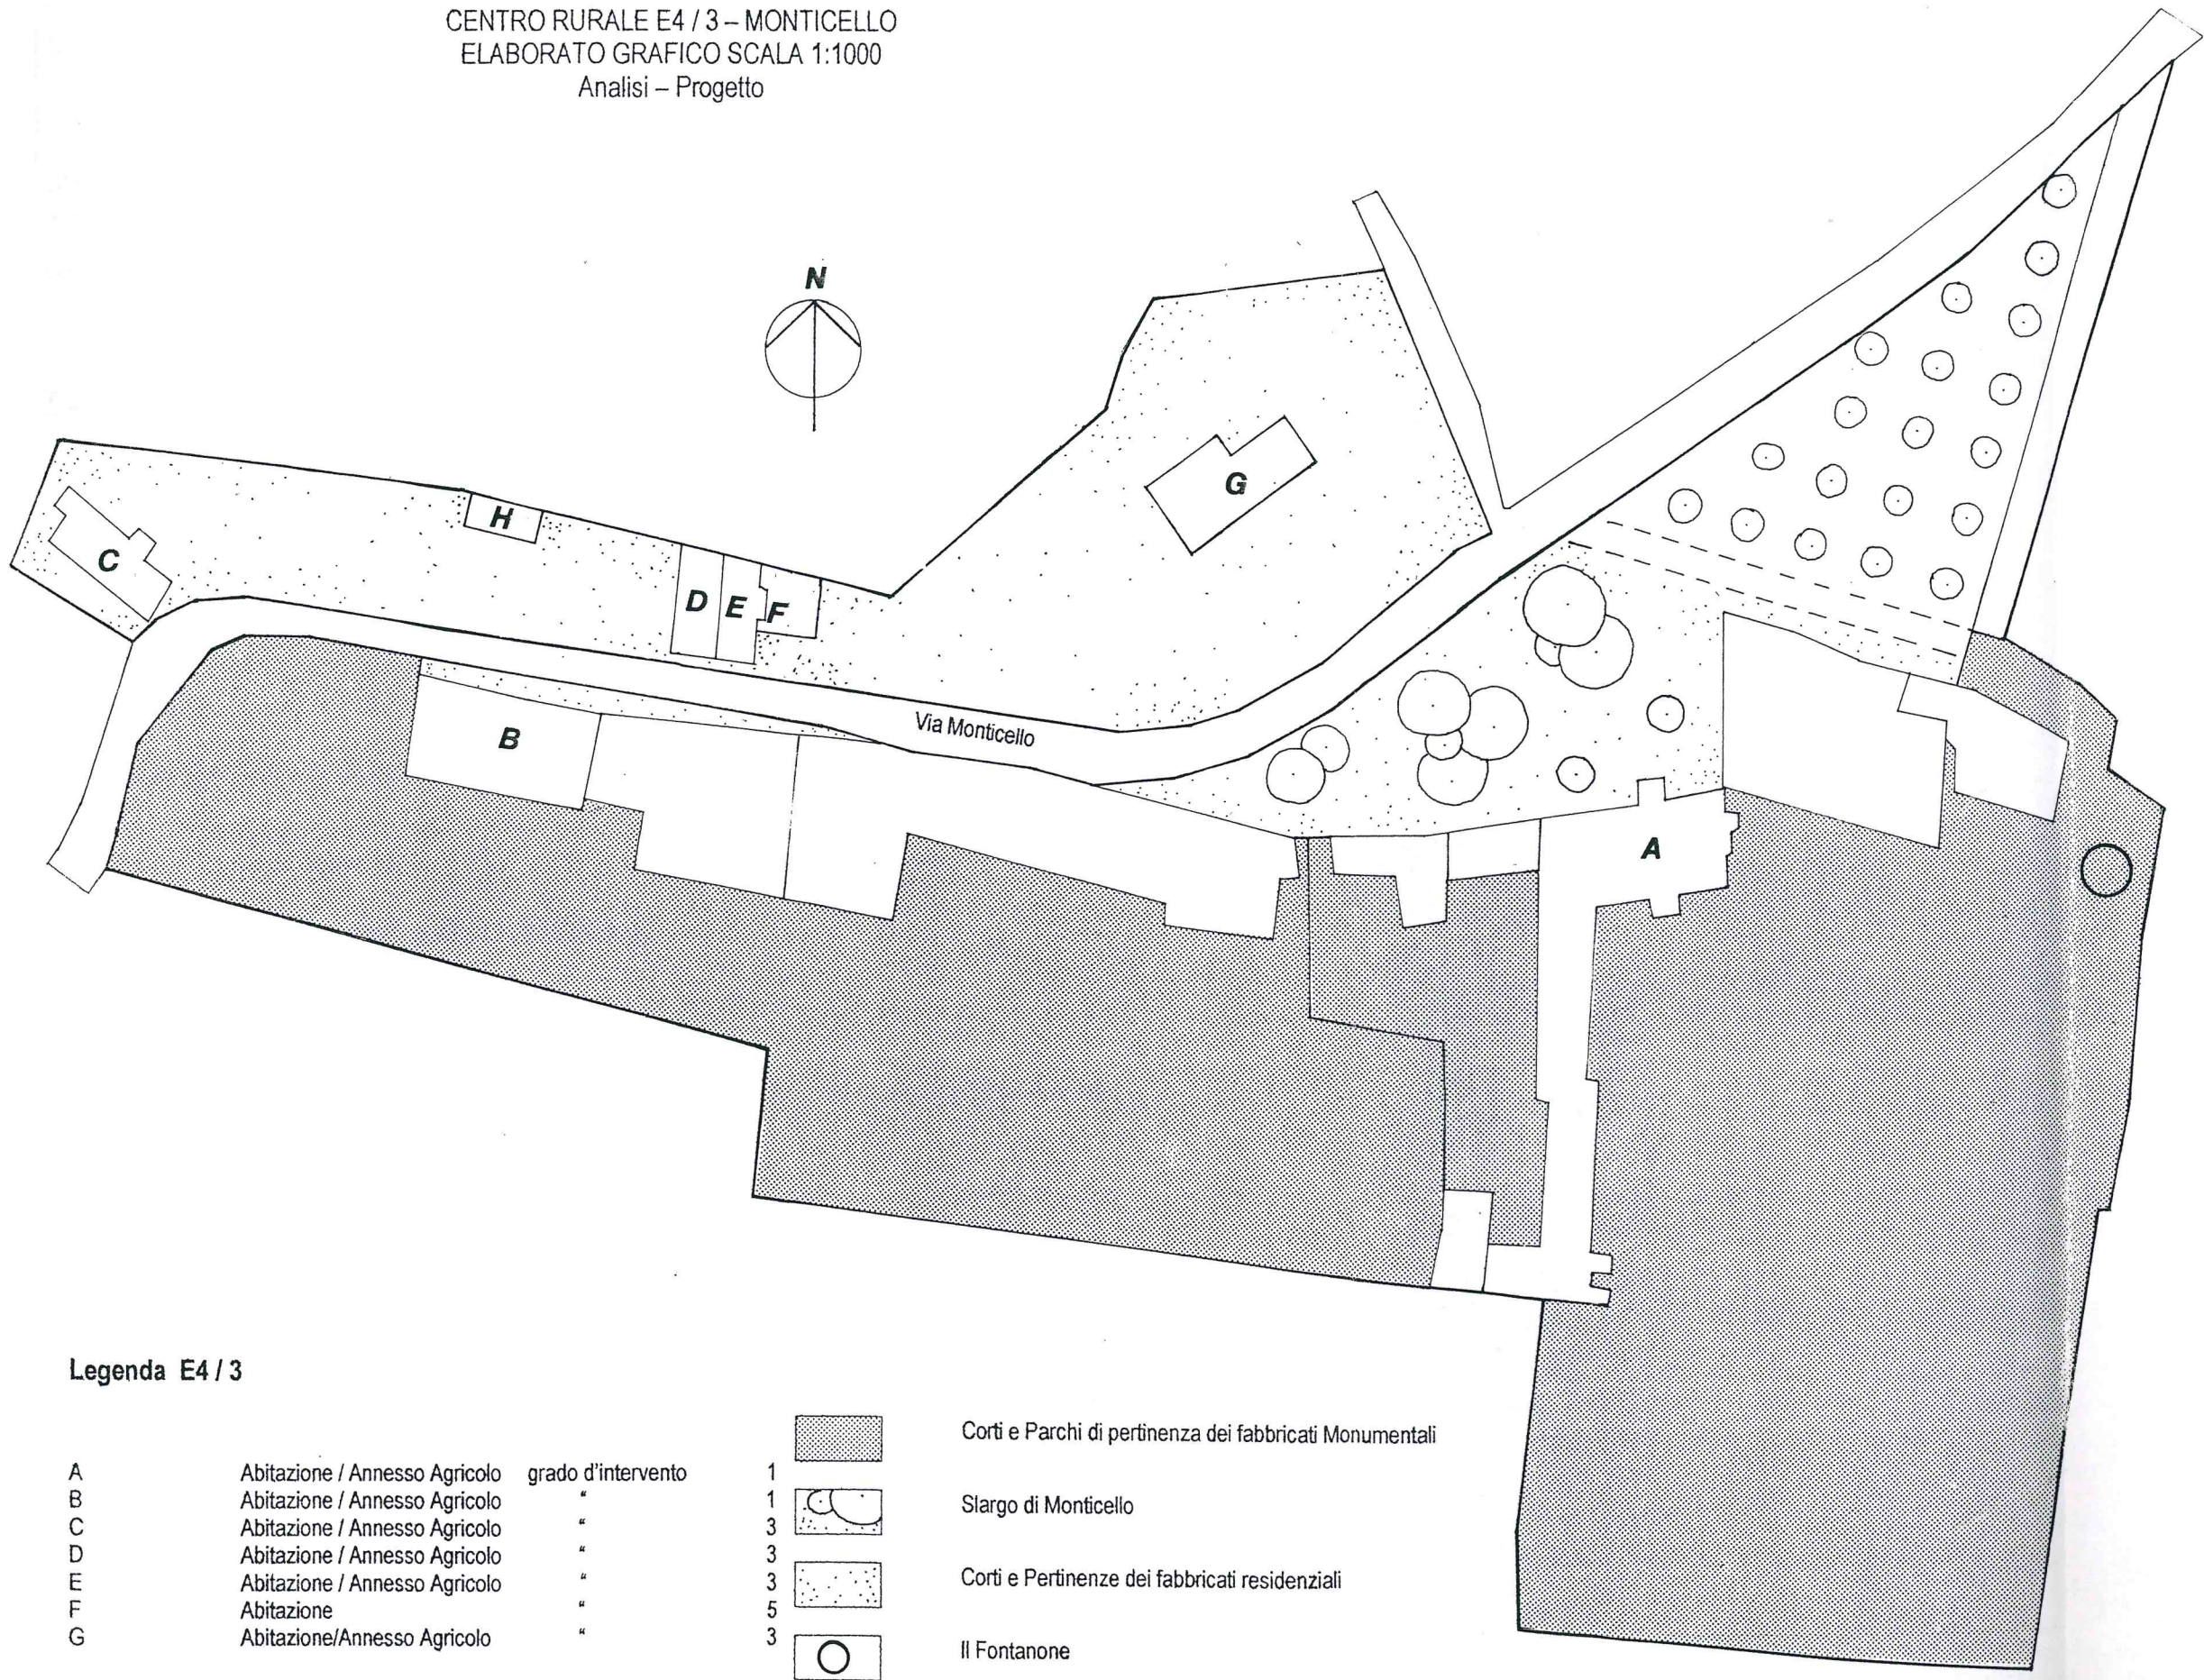 CENTRO RURALE E4 / 3 – MONTICELLO
ELABORATO GRAFICO SCALA 1:1000
Analisi – Progetto
N
G
H
C
D E F
B
Via Monticello
A
Legenda E4 / 3
A Abitazione / Annesso Agricolo grado d'intervento 1
B Abitazione / Annesso Agricolo “ 1
C Abitazione / Annesso Agricolo “ 3
D Abitazione / Annesso Agricolo “ 3
E Abitazione / Annesso Agricolo “ 3
F Abitazione “ 5
G Abitazione/Annesso Agricolo “ 3
Corti e Parchi di pertinenza dei fabbricati Monumentali
Slargo di Monticello
Corti e Pertinenze dei fabbricati residenziali
Il Fontanone